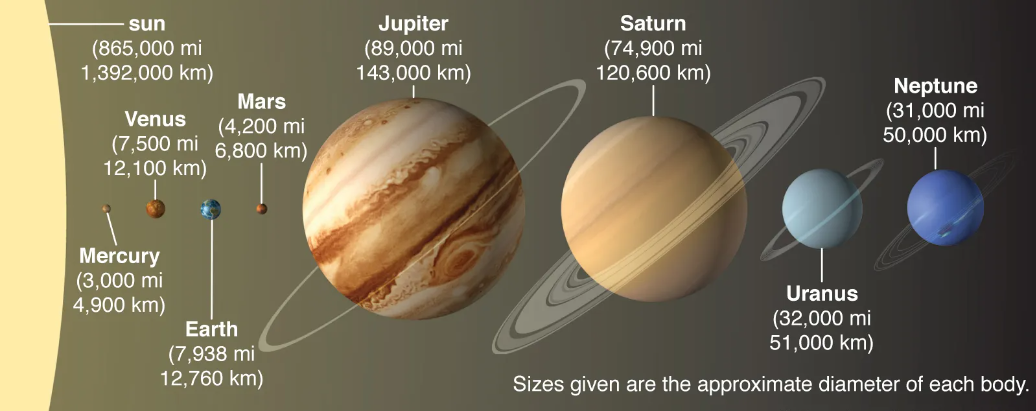 sun
(865,000 mi
1,392,000 km)
Mercury
(3,000 mi
4,900 km)
Venus
(7,500 mi
12,100 km)
Earth
(7,938 mi
12,760 km)
Mars
(4,200 mi
6,800 km)
Jupiter
(89,000 mi
143,000 km)
Saturn
(74,900 mi
120,600 km)
Uranus
(32,000 mi
51,000 km)
Neptune
(31,000 mi
50,000 km)
Sizes given are the approximate diameter of each body.